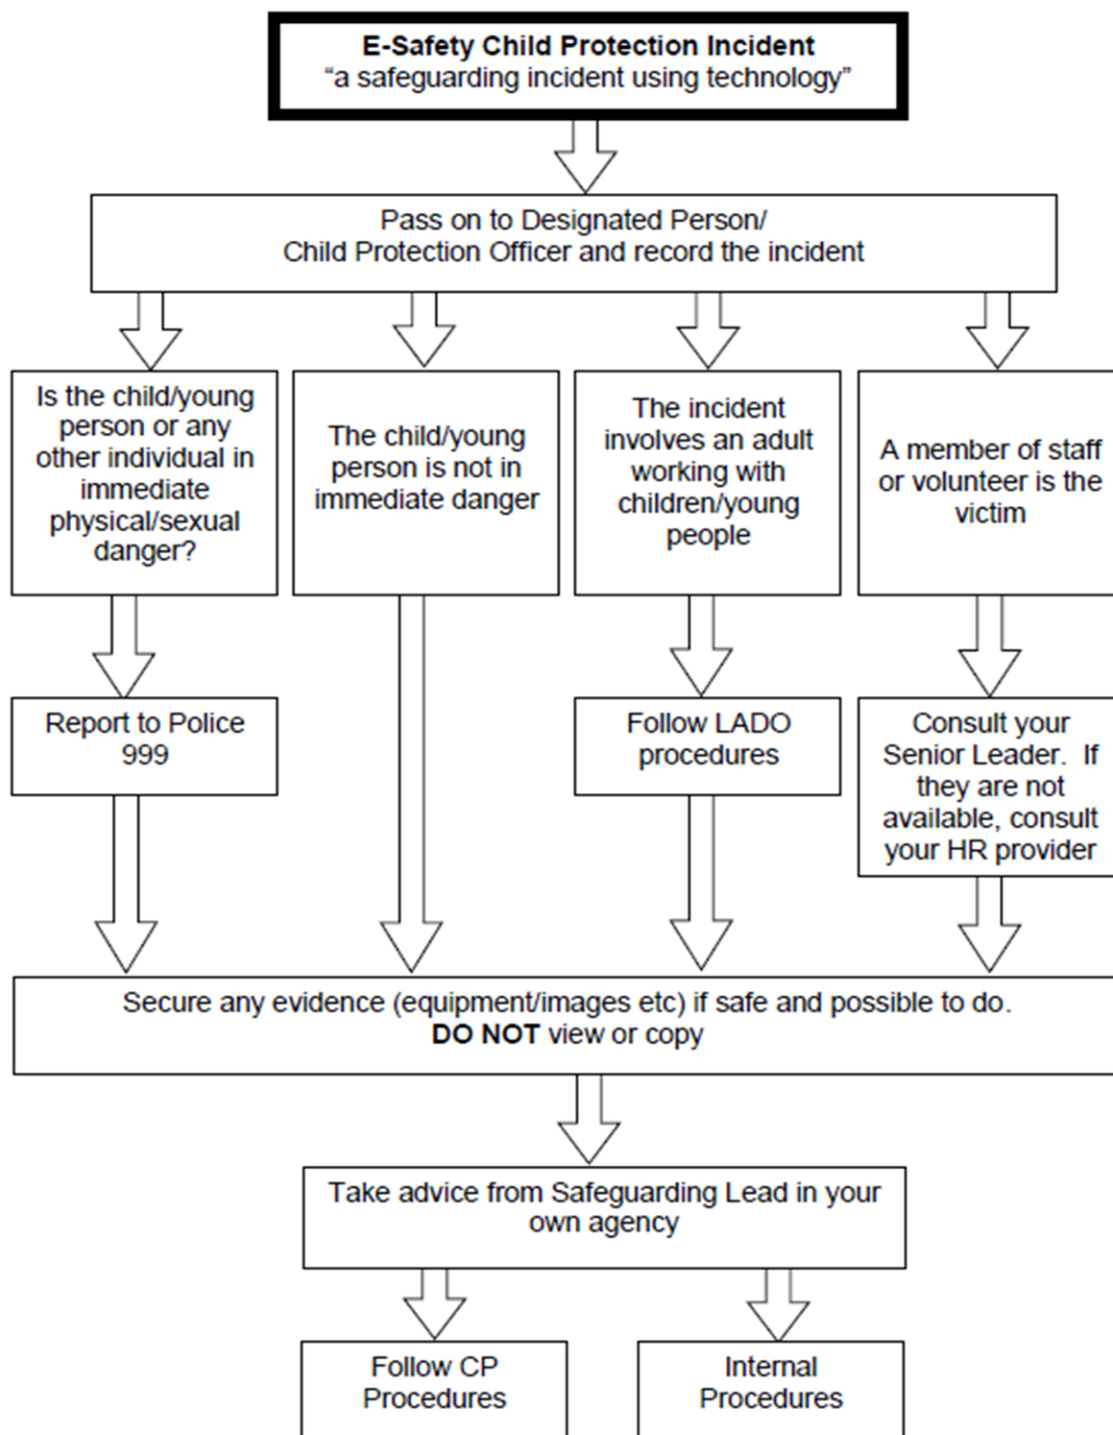 E-Safety Child Protection Incident
“a safeguarding incident using technology”
Pass on to Designated Person/
Child Protection Officer and record the incident
Is the child/young
person or any
other individual in
immediate
physical/sexual
danger?
The child/young
person is not in
immediate danger
The incident
involves an adult
working with
children/young
people
A member of staff
or volunteer is the
victim
Report to Police
999
Follow LADO
procedures
Consult your
Senior Leader.  If
they are not
available, consult
your HR provider
Secure any evidence (equipment/images etc) if safe and possible to do.
DO NOT view or copy
Take advice from Safeguarding Lead in your
own agency
Follow CP
Procedures
Internal
Procedures